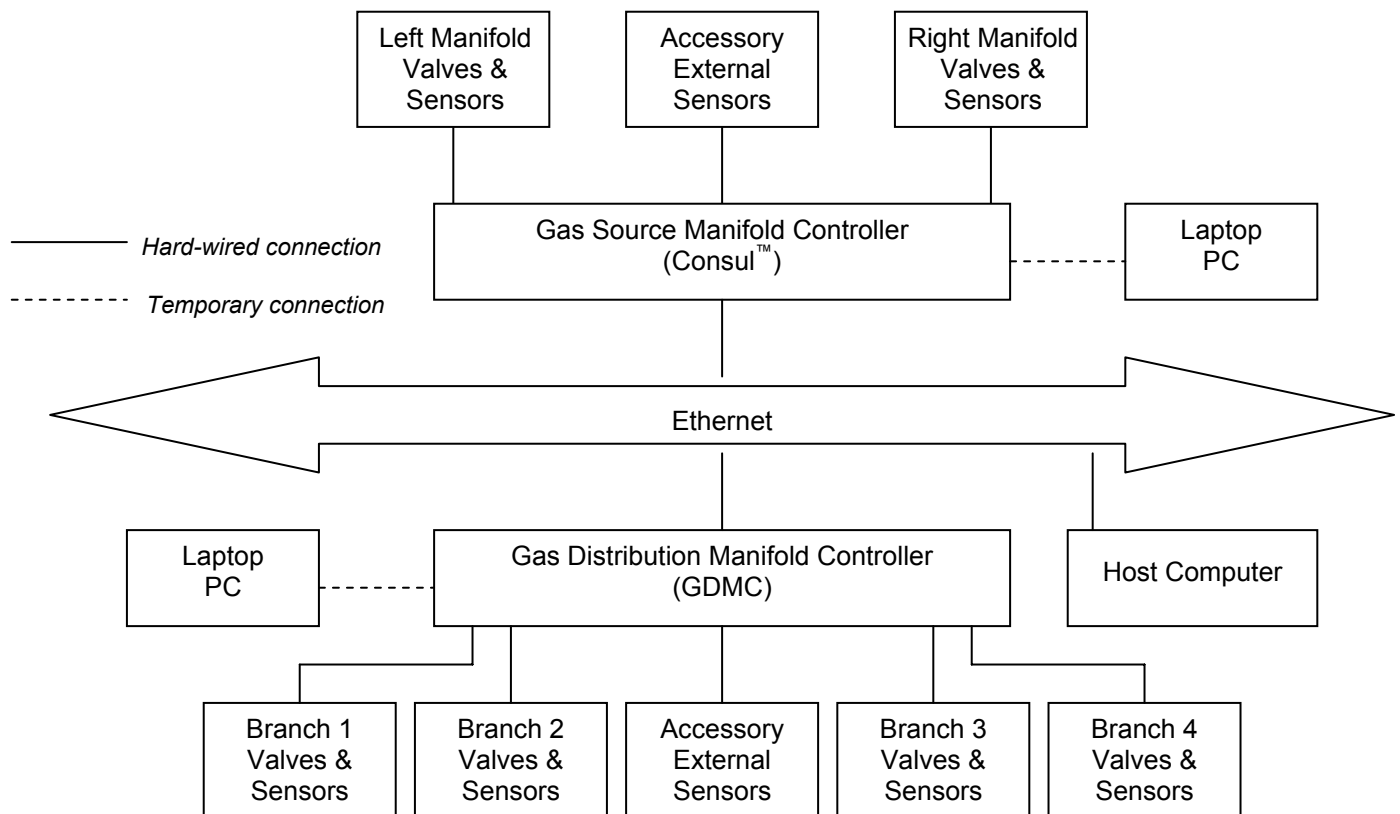 Left Manifold
Valves &
Sensors
Accessory
External
Sensors
Right Manifold
Valves &
Sensors
Gas Source Manifold Controller
(Consul™)
Laptop
PC
Hard-wired connection
Temporary connection
Ethernet
Laptop
PC
Gas Distribution Manifold Controller
(GDMC)
Host Computer
Branch 1
Valves &
Sensors
Branch 2
Valves &
Sensors
Accessory
External
Sensors
Branch 3
Valves &
Sensors
Branch 4
Valves &
Sensors